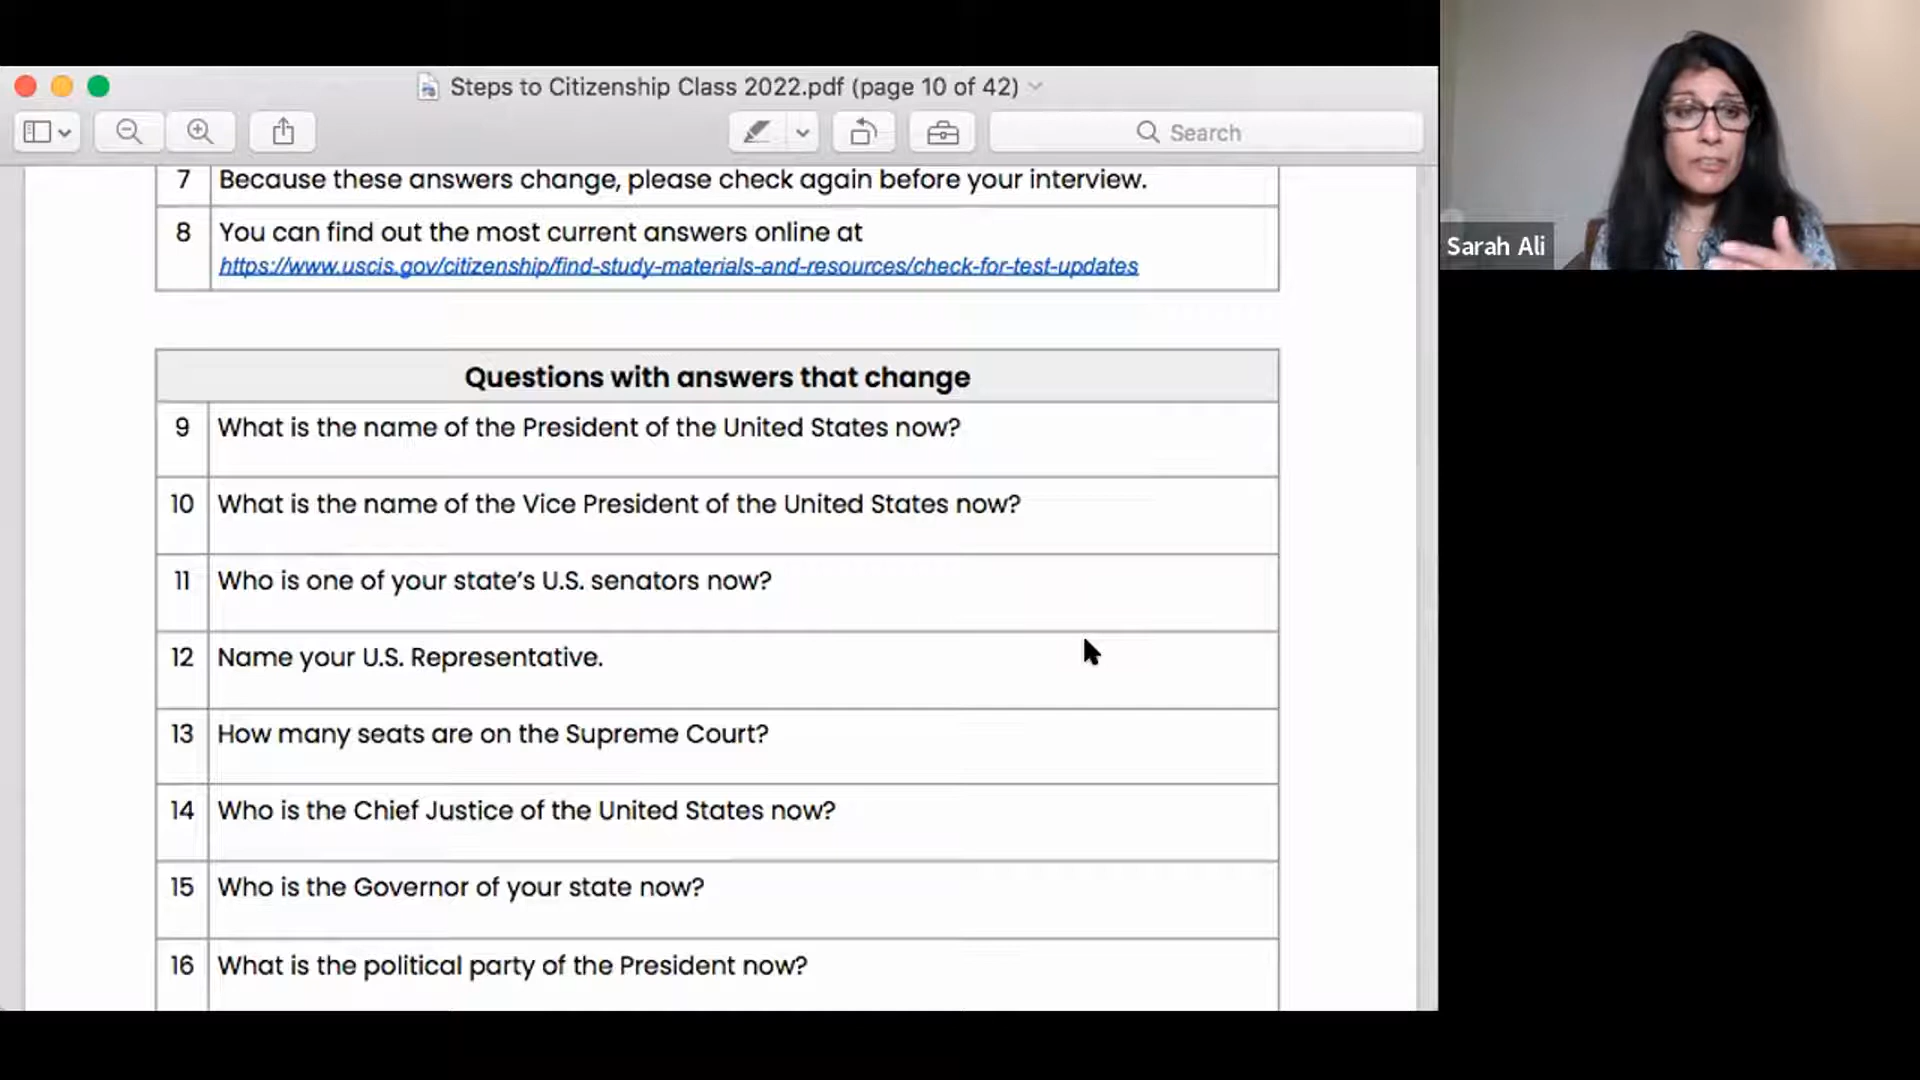 Steps to Citizenship Class 2022.pdf (page 10 of 42)
Search
7 Because these answers change, please check again before your interview.
8 You can find out the most current answers online at
https://www.uscis.gov/citizenship/find-study-materials-and-resources/check-for-test-updates
Questions with answers that change
9 What is the name of the President of the United States now?
10 What is the name of the Vice President of the United States now?
11 Who is one of your state’s U.S. senators now?
12 Name your U.S. Representative.
13 How many seats are on the Supreme Court?
14 Who is the Chief Justice of the United States now?
15 Who is the Governor of your state now?
16 What is the political party of the President now?
Sarah Ali